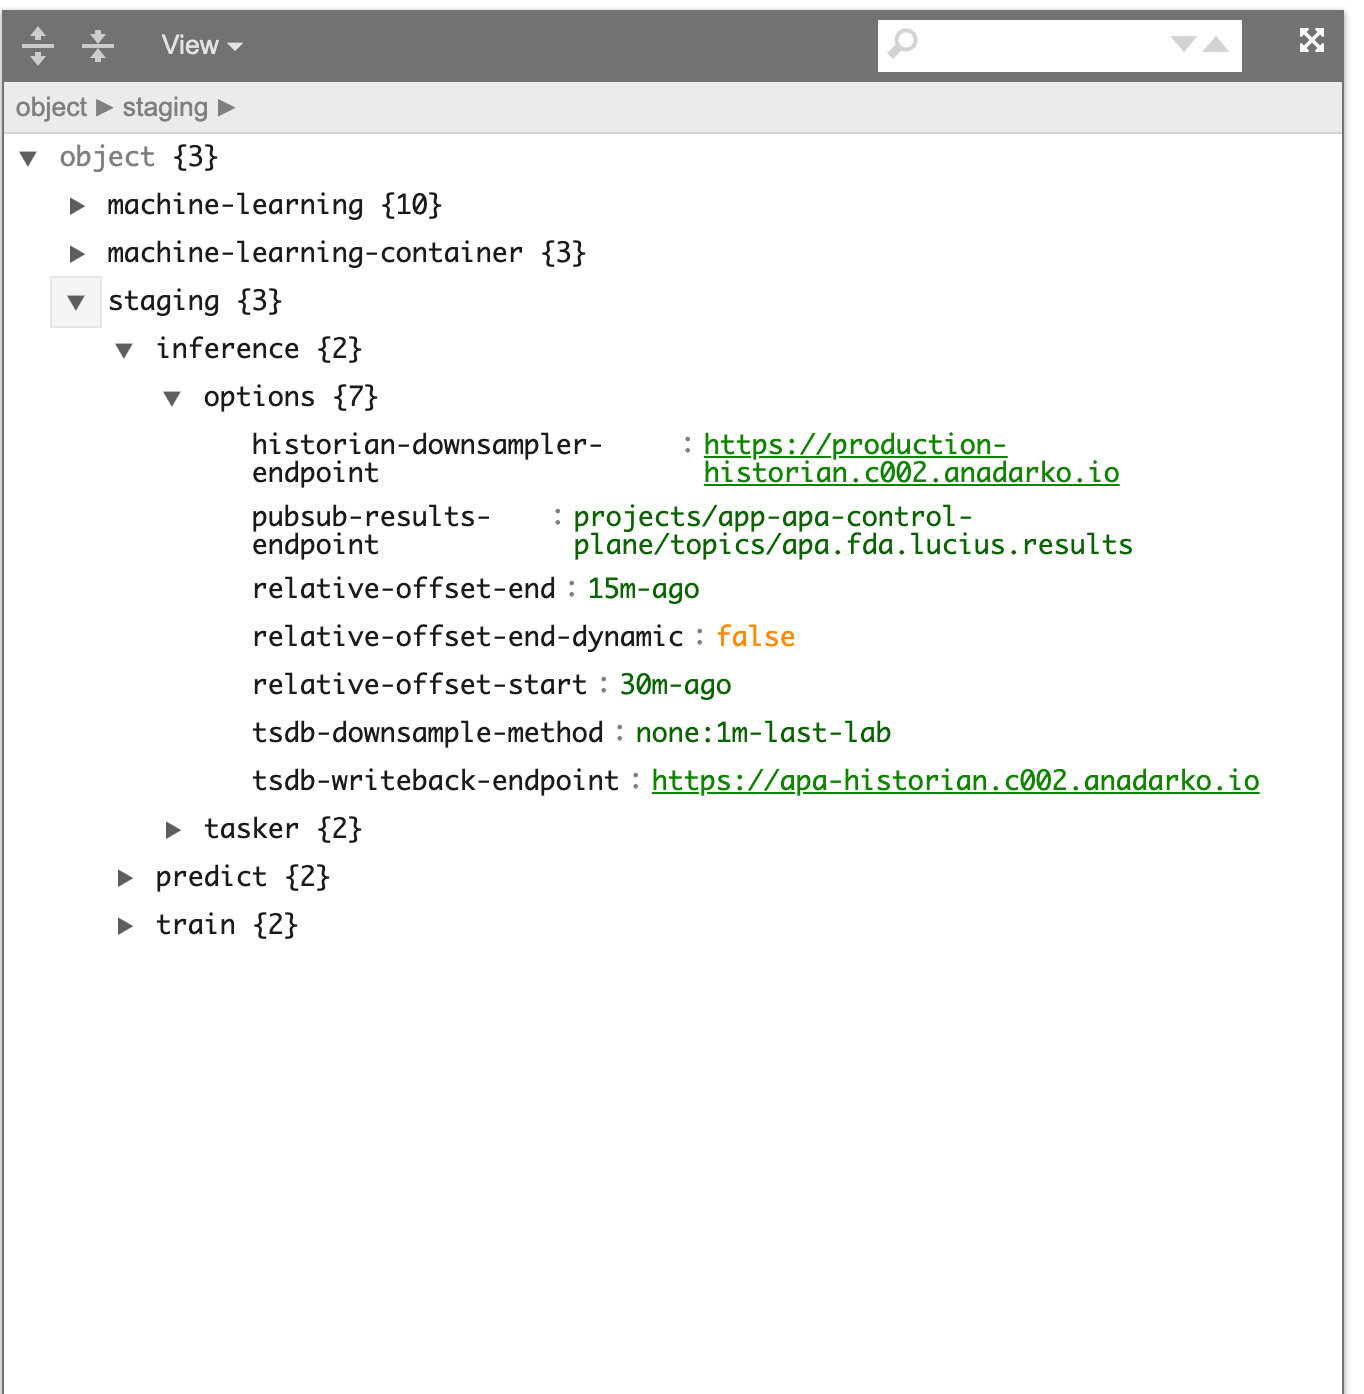 View
object ▶ staging ▶
object {3}
machine-learning {10}
machine-learning-container {3}
staging {3}
inference {2}
options {7}
historian-downsampler- : https://production-
endpoint historian.c002.anadarko.io
pubsub-results- : projects/app-apa-control-
endpoint plane/topics/apa.fda.lucius.results
relative-offset-end : 15m-ago
relative-offset-end-dynamic : false
relative-offset-start : 30m-ago
tsdb-downsample-method : none:1m-last-lab
tsdb-writeback-endpoint : https://apa-historian.c002.anadarko.io
tasker {2}
predict {2}
train {2}